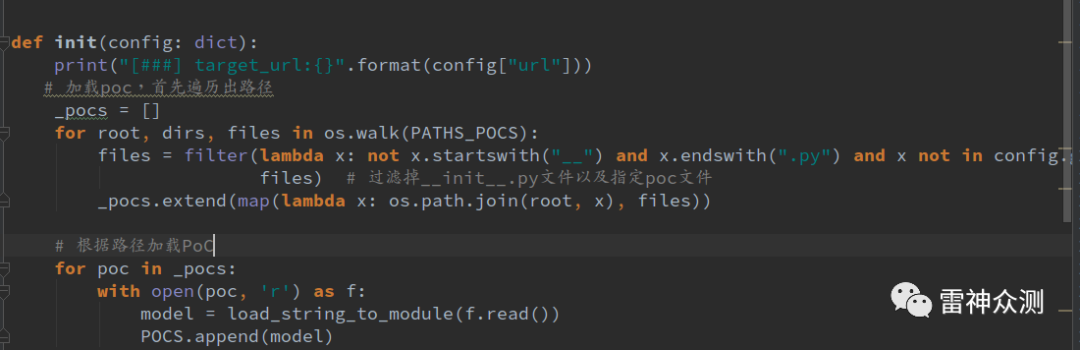 def init(config: dict):
    print("[###] target_url:{}".format(config["url"]))
    # 加载poc，首先遍历出路径
    _pocs = []
    for root, dirs, files in os.walk(PATHS_POCS):
        files = filter(lambda x: not x.startswith("__") and x.endswith(".py") and x not in config.
                       files)  # 过滤掉__init__.py文件以及指定poc文件
        _pocs.extend(map(lambda x: os.path.join(root, x), files))
    # 根据路径加载PoC
    for poc in _pocs:
        with open(poc, 'r') as f:
            model = load_string_to_module(f.read())
            POCS.append(model)
雷神众测